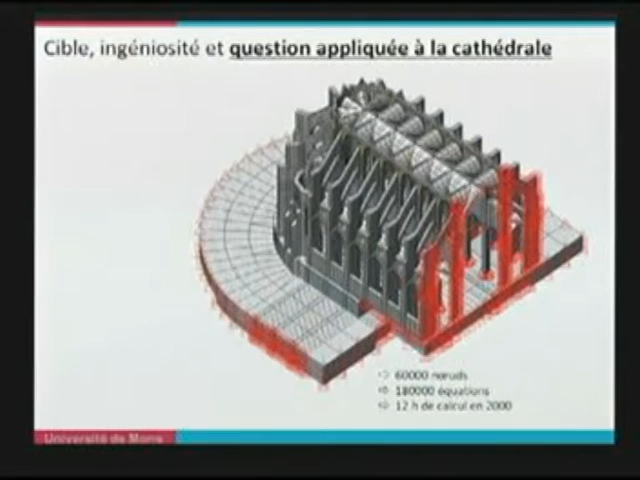 Cible, ingéniosité et question appliquée à la cathédrale
60000 nœuds
180000 équations
12 h de calcul en 2000
Université de Mons